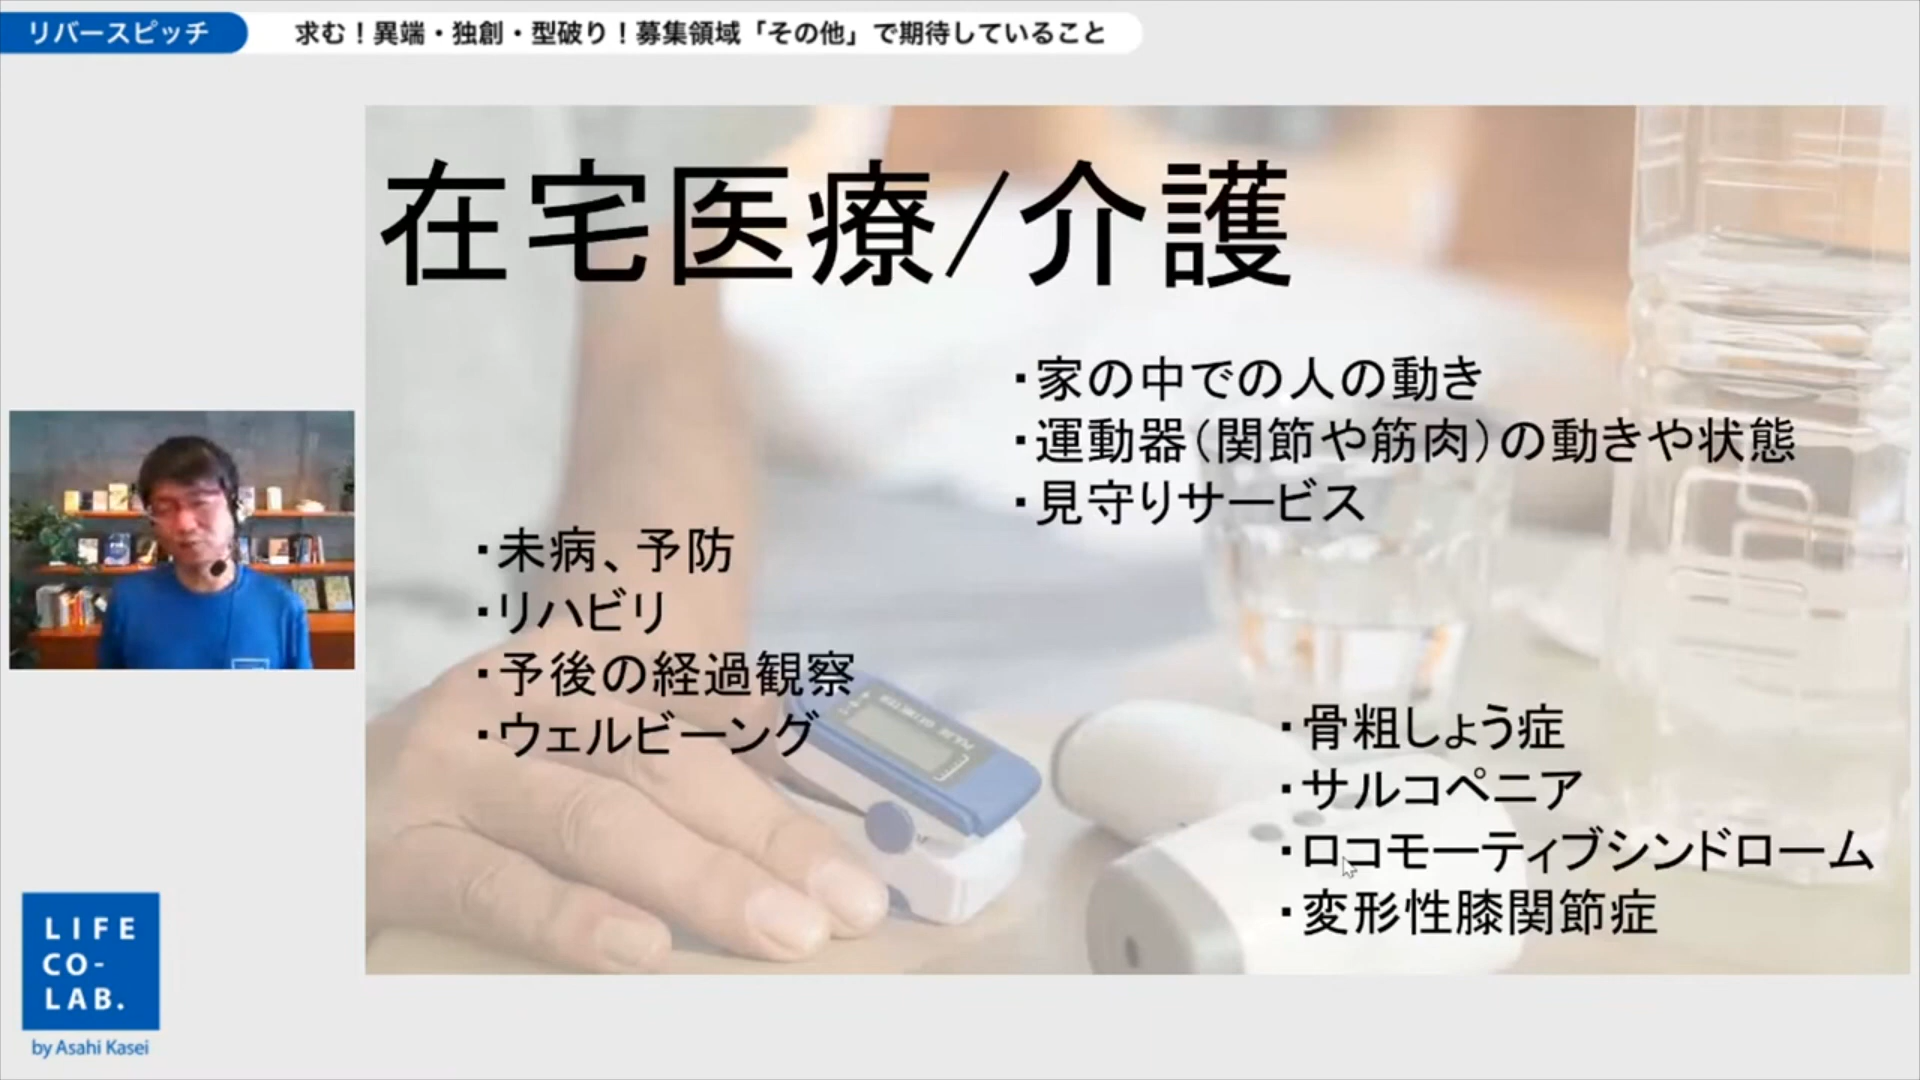 リバースピッチ
求む！異端・独創・型破り！募集領域「その他」で期待していること
在宅医療/介護
・家の中での人の動き
・運動器（関節や筋肉）の動きや状態
・見守りサービス
・未病、予防
・リハビリ
・予後の経過観察
・ウェルビーング
・骨粗しょう症
・サルコペニア
・ロコモーティブシンドローム
・変形性膝関節症
LIFE
CO-
LAB.
by Asahi Kasei